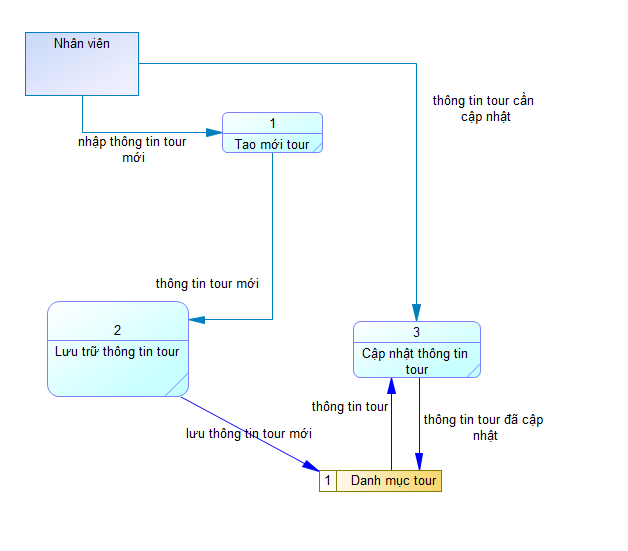 Nhân viên
thông tin tour cần
cập nhật
1
Tao mới tour
nhập thông tin tour
mới
thông tin tour mới
2
Lưu trữ thông tin tour
3
Cập nhật thông tin
tour
thông tin tour
thông tin tour đã cập
nhật
lưu thông tin tour mới
1 Danh mục tour